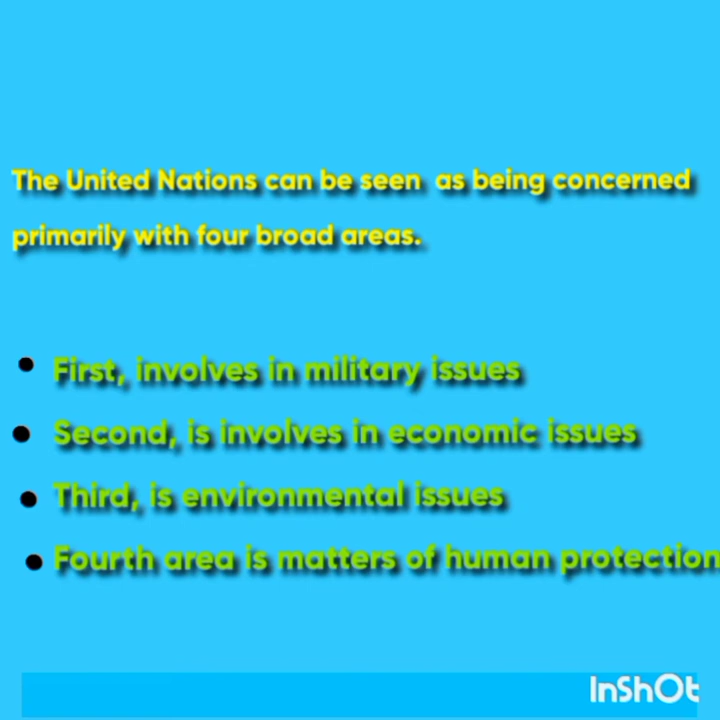 The United Nations can be seen as being concerned
primarily with four broad areas.
• First, involves in military issues
• Second, is involves in economic issues
• Third, is environmental issues
• Fourth area is matters of human protection
InShOt